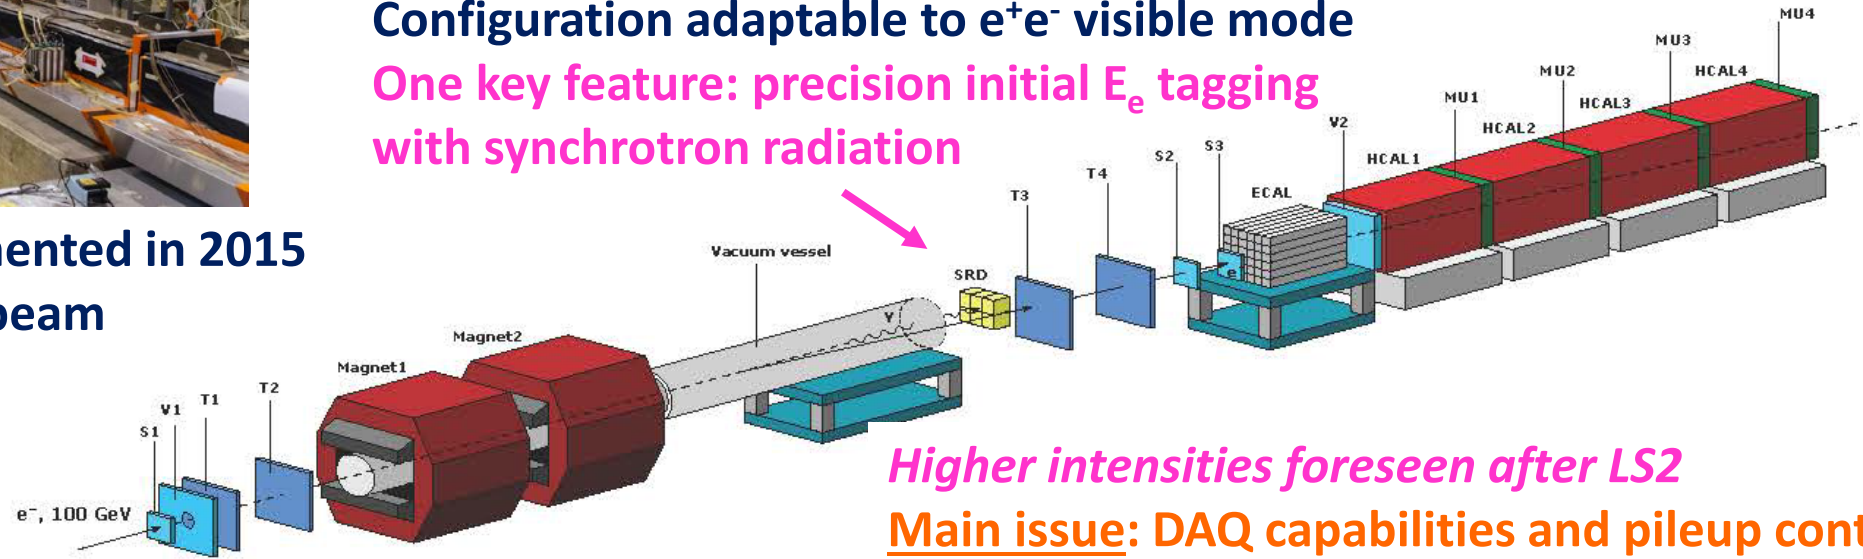 Configuration adaptable to e⁺e⁻ visible mode
One key feature: precision initial Eₑ tagging
with synchrotron radiation
MU4
MU3
HCAL4
MU2
HCAL3
MU1
HCAL2
V2
HCAL1
S3
S2
ECAL
T4
T3
e
in 2015
beam
Vacuum vessel
SRD
γ
Magnet2
Magnet1
T2
T1
V1
S1
e⁻, 100 GeV
Higher intensities foreseen after LS2
Main issue: DAQ capabilities and pileup